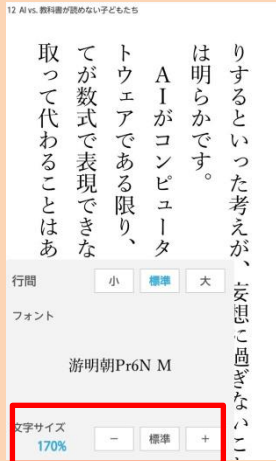 12 AI vs. 教科書が読めない子どもたち
りするといった考えが、妄想に過ぎないこと
は明らかです。
AIがコンピュータ
トウェアである限り、
てが数式で表現できな
取って代わることはあ
行間
小 標準 大
フォント
游明朝Pr6N M
文字サイズ
170%
− 標準 +